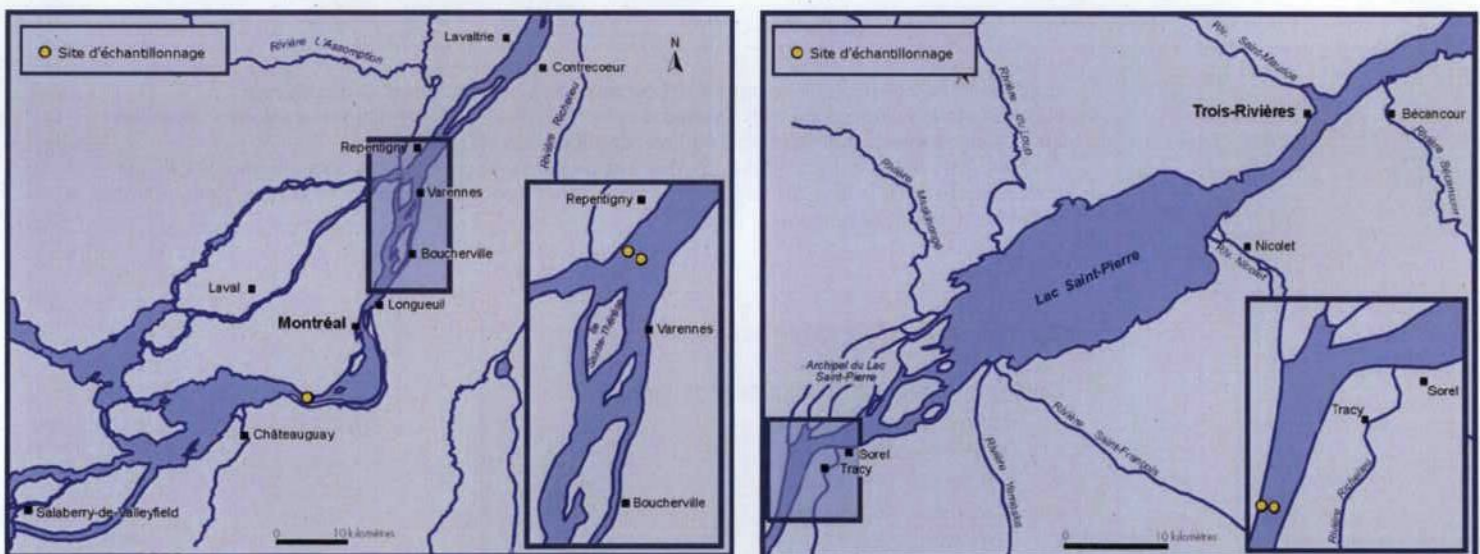 Site d'échantillonnage
Rivière L'Assomption
Lavaltrie
N
Contrecoeur
Rivière Richelieu
Repentigny
Varennes
Boucherville
Laval
Longueuil
Montréal
Châteauguay
Salaberry-de-Valleyfield
0 10 kilomètres
Repentigny
Île
Sainte-Thérèse
Varennes
Boucherville
Site d'échantillonnage
Riv. Saint-Maurice
Rivière du Loup
Trois-Rivières
Bécancour
Rivière Bécancour
Rivière Maskinongé
Nicolet
Riv. Nicolet
Lac Saint-Pierre
Archipel du Lac
Saint-Pierre
Sorel
Tracy
Rivière Yamaska
Rivière Saint-François
0 10 kilomètres
Sorel
Tracy
Rivière Richelieu